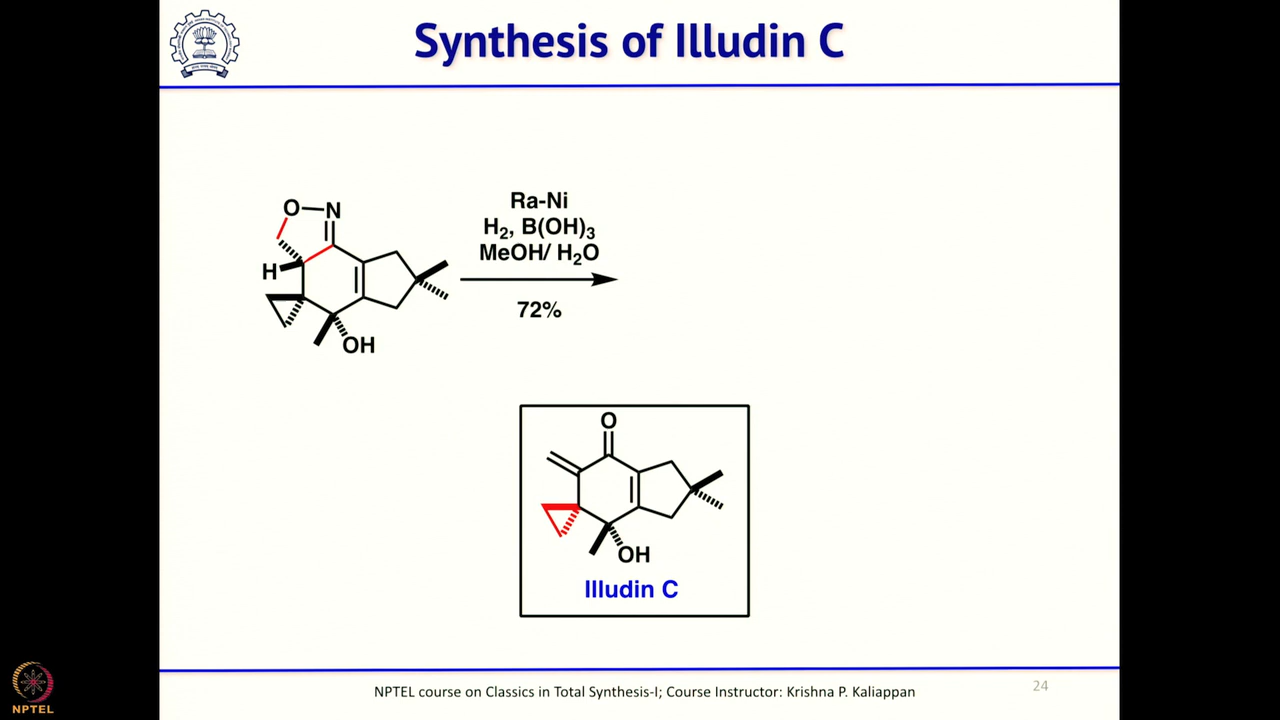 Synthesis of Illudin C
O
N
H
OH
Ra-Ni
H₂, B(OH)₃
MeOH/ H₂O
72%
O
OH
Illudin C
NPTEL course on Classics in Total Synthesis-I; Course Instructor: Krishna P. Kaliappan
24
NPTEL